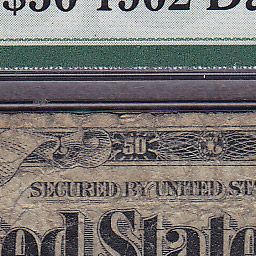 $50 1902 Da
50
SECURED BY UNITED STA
ed State